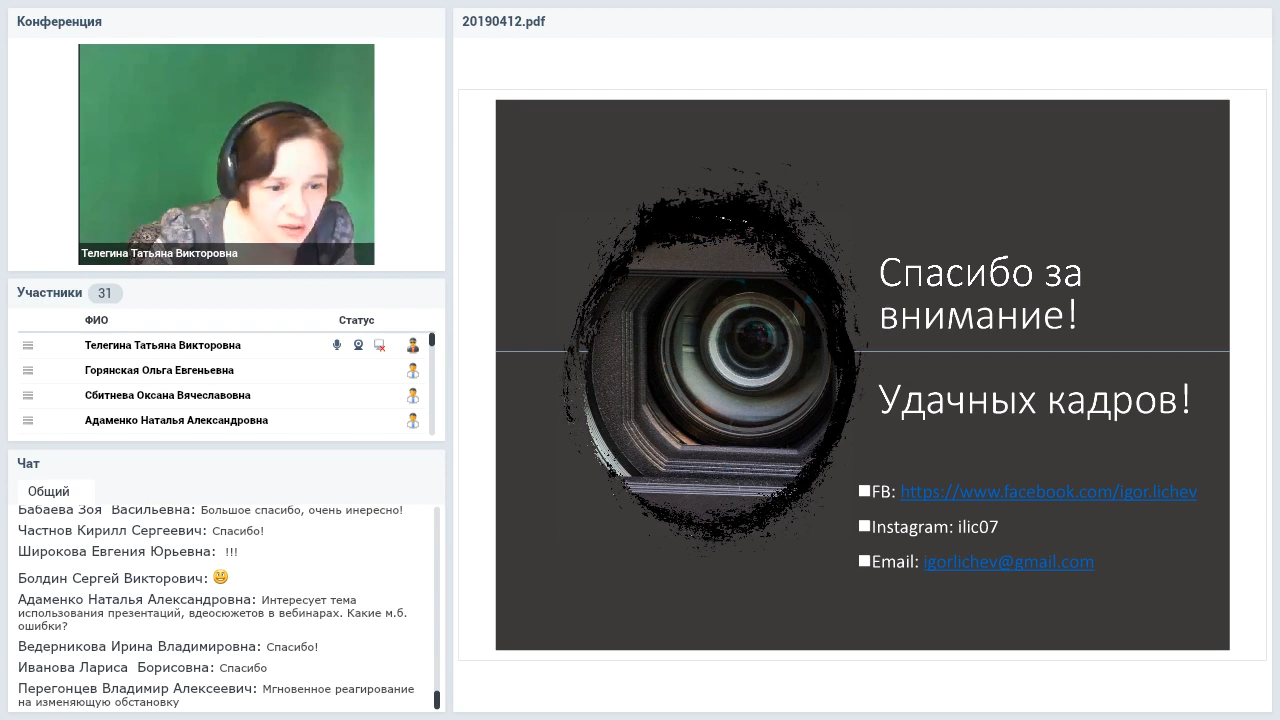 Конференция
Телегина Татьяна Викторовна
Участники 31
ФИО Статус
Телегина Татьяна Викторовна
Горянская Ольга Евгеньевна
Сбитнева Оксана Вячеславовна
Адаменко Наталья Александровна
Чат
Общий
Бабаева Зоя Васильевна: Большое спасибо, очень инересно!
Частнов Кирилл Сергеевич: Спасибо!
Широкова Евгения Юрьевна: !!!
Болдин Сергей Викторович:
Адаменко Наталья Александровна: Интересует тема
использования презентаций, вдеосюжетов в вебинарах. Какие м.б.
ошибки?
Ведерникова Ирина Владимировна: Спасибо!
Иванова Лариса Борисовна: Спасибо
Перегонцев Владимир Алексеевич: Мгновенное реагирование
на изменяющую обстановку
20190412.pdf
Спасибо за
внимание!
Удачных кадров!
FB: https://www.facebook.com/igor.lichev
Instagram: ilic07
Email: igorlichev@gmail.com